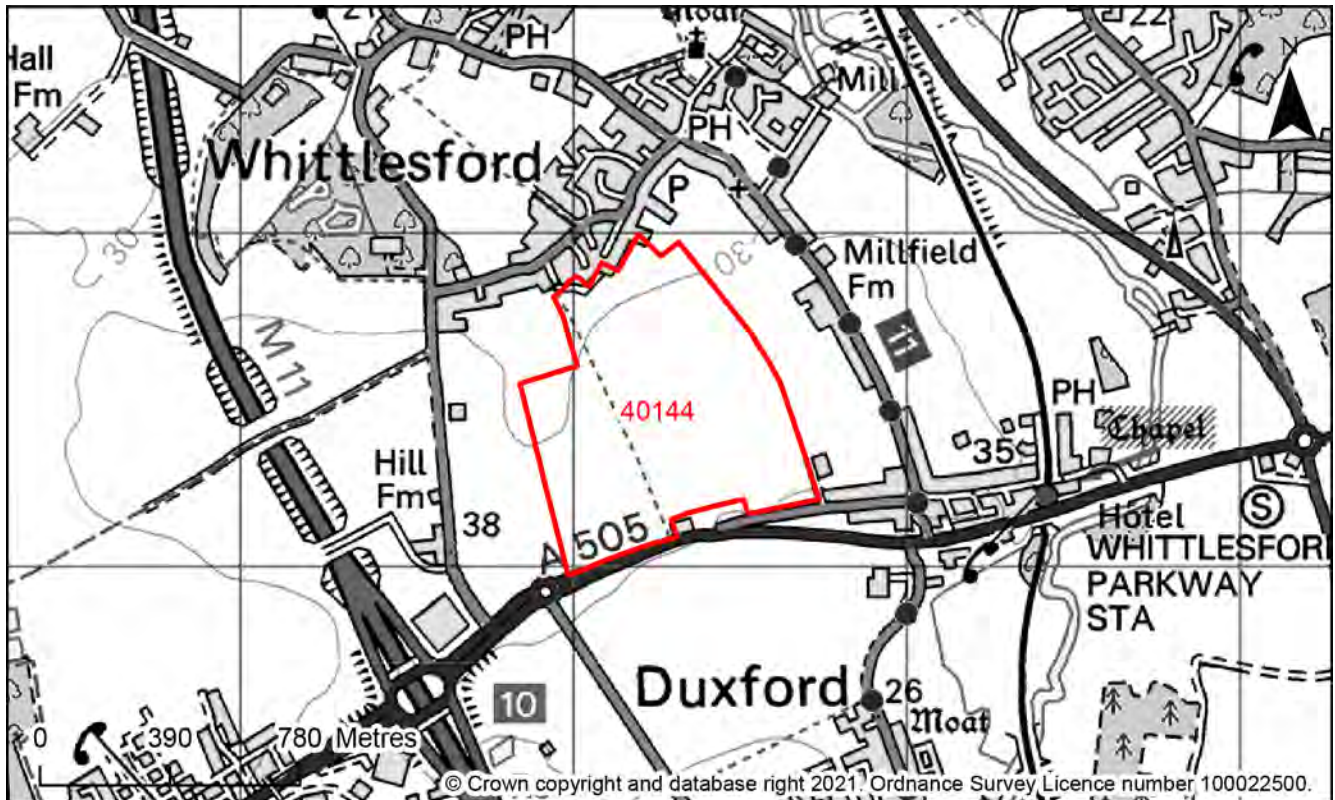 21
PH
Moat
22
N
Hall
Fm
Mill
PH
Whittlesford
P
30
30
Millfield
Fm
M 11
11
40144
PH
Chapel
35
Hill
Fm
38
A 505
S
Hotel
WHITTLESFORD
PARKWAY
STA
Duxford
26
Moat
10
0 390 780 Metres
© Crown copyright and database right 2021. Ordnance Survey Licence number 100022500.